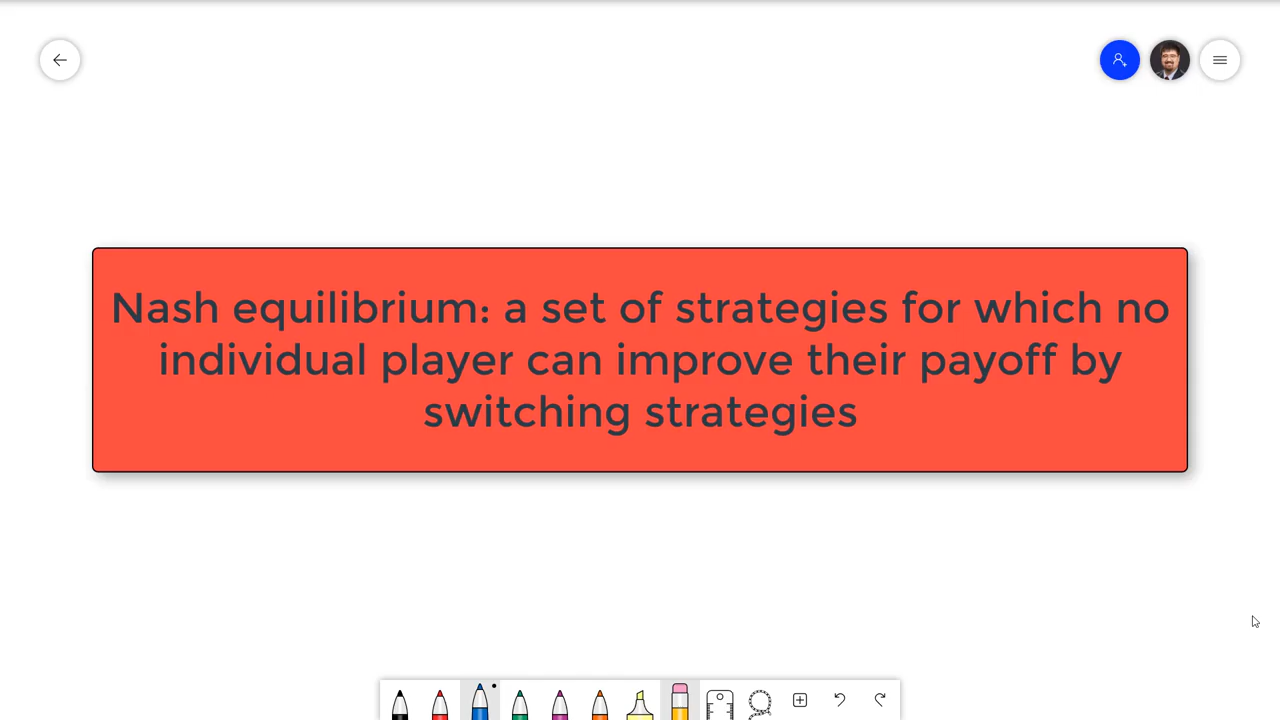 Nash equilibrium: a set of strategies for which no
individual player can improve their payoff by
switching strategies